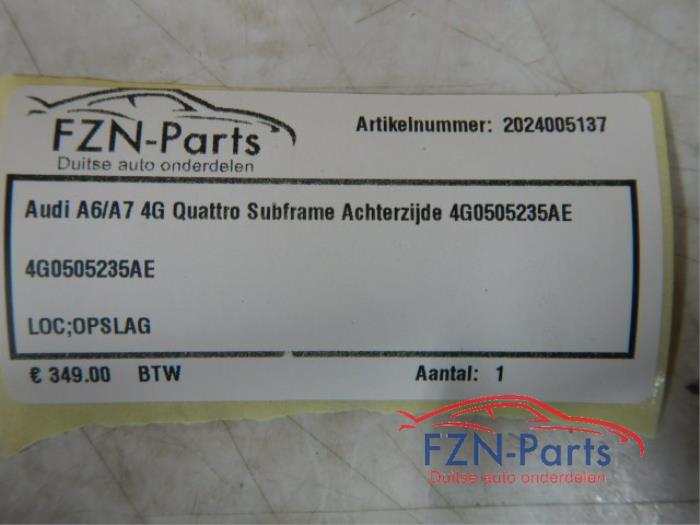 FZN-Parts
Duitse auto onderdelen
Artikelnummer: 2024005137
Audi A6/A7 4G Quattro Subframe Achterzijde 4G0505235AE
4G0505235AE
LOC;OPSLAG
€ 349.00 BTW Aantal: 1
FZN-Parts
Duitse auto onderdelen